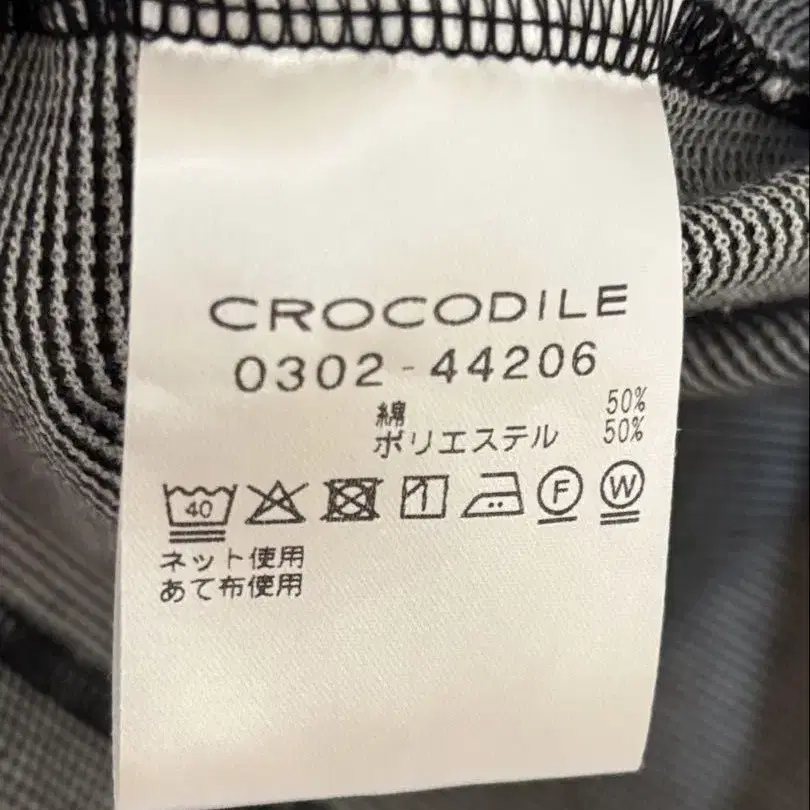 CROCODILE
0302-44206
綿 50%
ポリエステル 50%
40 F W
ネット使用
あて布使用